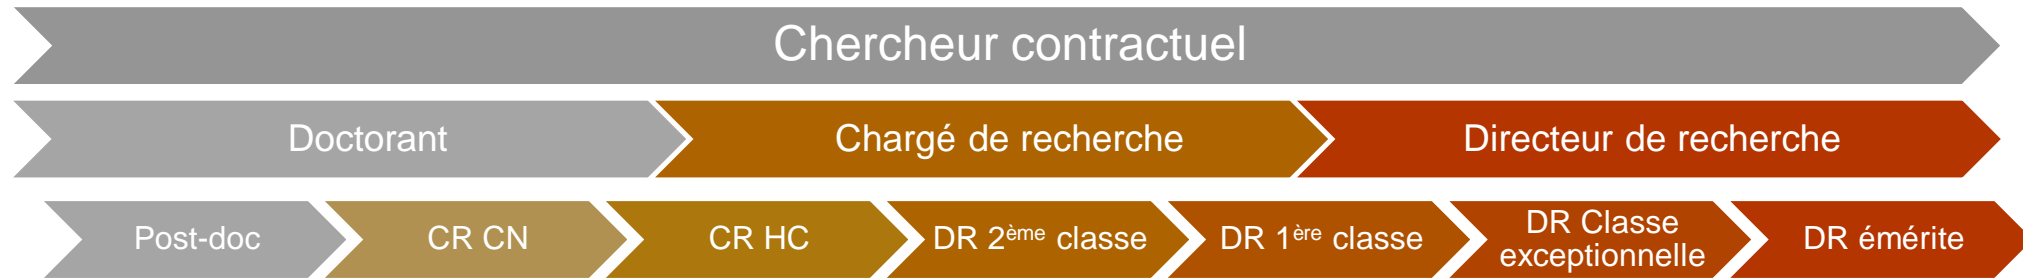 Chercheur contractuel
Doctorant
Chargé de recherche
Directeur de recherche
Post-doc
CR CN
CR HC
DR 2ème classe
DR 1ère classe
DR Classe
exceptionnelle
DR émérite